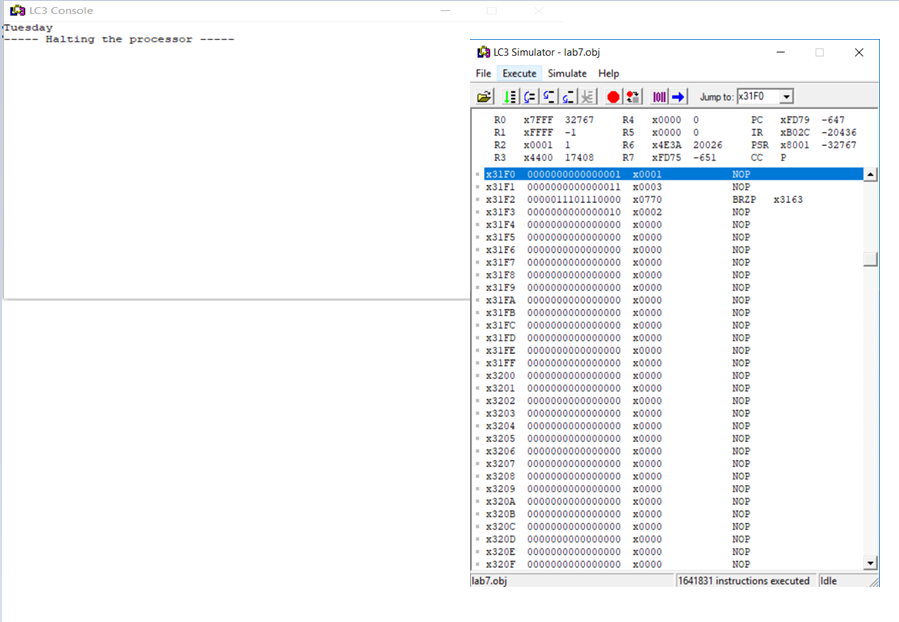 LC3 Console
Tuesday
----- Halting the processor -----
LC3 Simulator - lab7.obj
File Execute Simulate Help
Jump to: x31F0
R0 x7FFF 32767 R4 x0000 0 PC xFD79 -647
R1 xFFFF -1 R5 x0000 0 IR xB02C -20436
R2 x0001 1 R6 x4E3A 20026 PSR x8001 -32767
R3 x4400 17408 R7 xFD75 -651 CC P
x31F0 0000000000000001 x0001 NOP
x31F1 0000000000000011 x0003 NOP
x31F2 0000011101110000 x0770 BRZP x3163
x31F3 0000000000000010 x0002 NOP
x31F4 0000000000000000 x0000 NOP
x31F5 0000000000000000 x0000 NOP
x31F6 0000000000000000 x0000 NOP
x31F7 0000000000000000 x0000 NOP
x31F8 0000000000000000 x0000 NOP
x31F9 0000000000000000 x0000 NOP
x31FA 0000000000000000 x0000 NOP
x31FB 0000000000000000 x0000 NOP
x31FC 0000000000000000 x0000 NOP
x31FD 0000000000000000 x0000 NOP
x31FE 0000000000000000 x0000 NOP
x31FF 0000000000000000 x0000 NOP
x3200 0000000000000000 x0000 NOP
x3201 0000000000000000 x0000 NOP
x3202 0000000000000000 x0000 NOP
x3203 0000000000000000 x0000 NOP
x3204 0000000000000000 x0000 NOP
x3205 0000000000000000 x0000 NOP
x3206 0000000000000000 x0000 NOP
x3207 0000000000000000 x0000 NOP
x3208 0000000000000000 x0000 NOP
x3209 0000000000000000 x0000 NOP
x320A 0000000000000000 x0000 NOP
x320B 0000000000000000 x0000 NOP
x320C 0000000000000000 x0000 NOP
x320D 0000000000000000 x0000 NOP
x320E 0000000000000000 x0000 NOP
x320F 0000000000000000 x0000 NOP
lab7.obj 1641831 instructions executed Idle